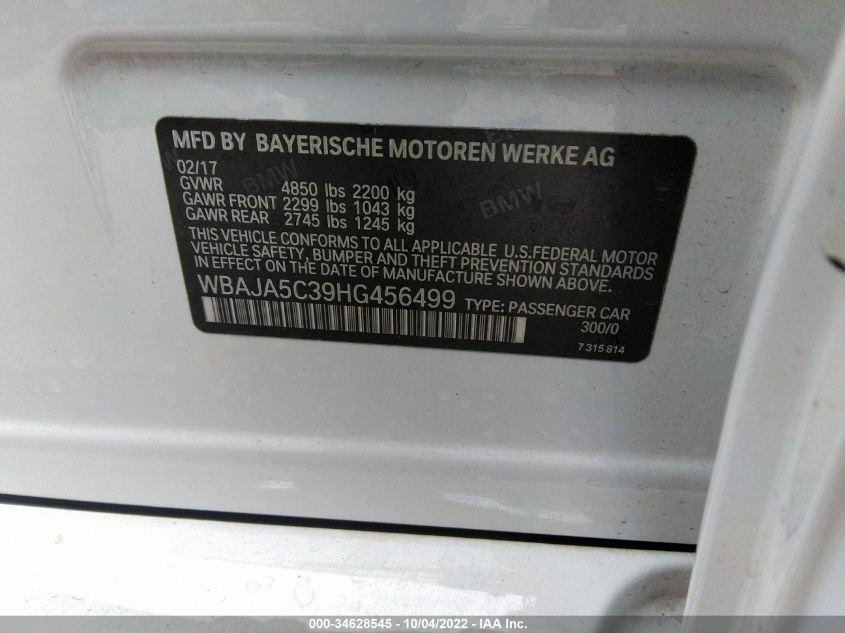 MFD BY BAYERISCHE MOTOREN WERKE AG
02/17
GVWR 4850 lbs 2200 kg
GAWR FRONT 2299 lbs 1043 kg
GAWR REAR 2745 lbs 1245 kg
THIS VEHICLE CONFORMS TO ALL APPLICABLE U.S.FEDERAL MOTOR
VEHICLE SAFETY, BUMPER AND THEFT PREVENTION STANDARDS
IN EFFECT ON THE DATE OF MANUFACTURE SHOWN ABOVE.
WBAJA5C39HG456499 TYPE: PASSENGER CAR
300/0
7 315 814
BMW
BMW
000-34628545 - 10/04/2022 - IAA Inc.